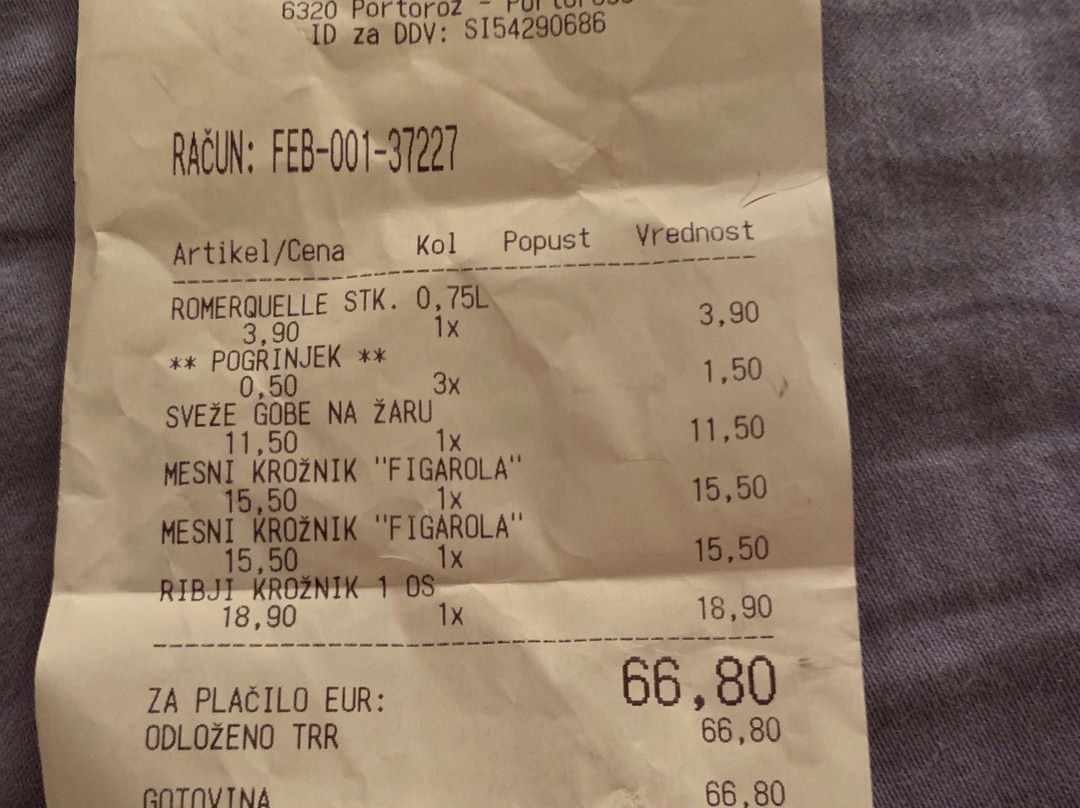 6320 Portorož - Portorose
ID za DDV: SI54290686
RAČUN: FEB-001-37227
Artikel/Cena Kol Popust Vrednost
ROMERQUELLE STK. 0,75L
3,90 1x 3,90
** POGRINJEK **
0,50 3x 1,50
SVEŽE GOBE NA ŽARU
11,50 1x 11,50
MESNI KROŽNIK "FIGAROLA"
15,50 1x 15,50
MESNI KROŽNIK "FIGAROLA"
15,50 1x 15,50
RIBJI KROŽNIK 1 OS
18,90 1x 18,90
ZA PLAČILO EUR: 66,80
ODLOŽENO TRR 66,80
GOTOVINA 66,80